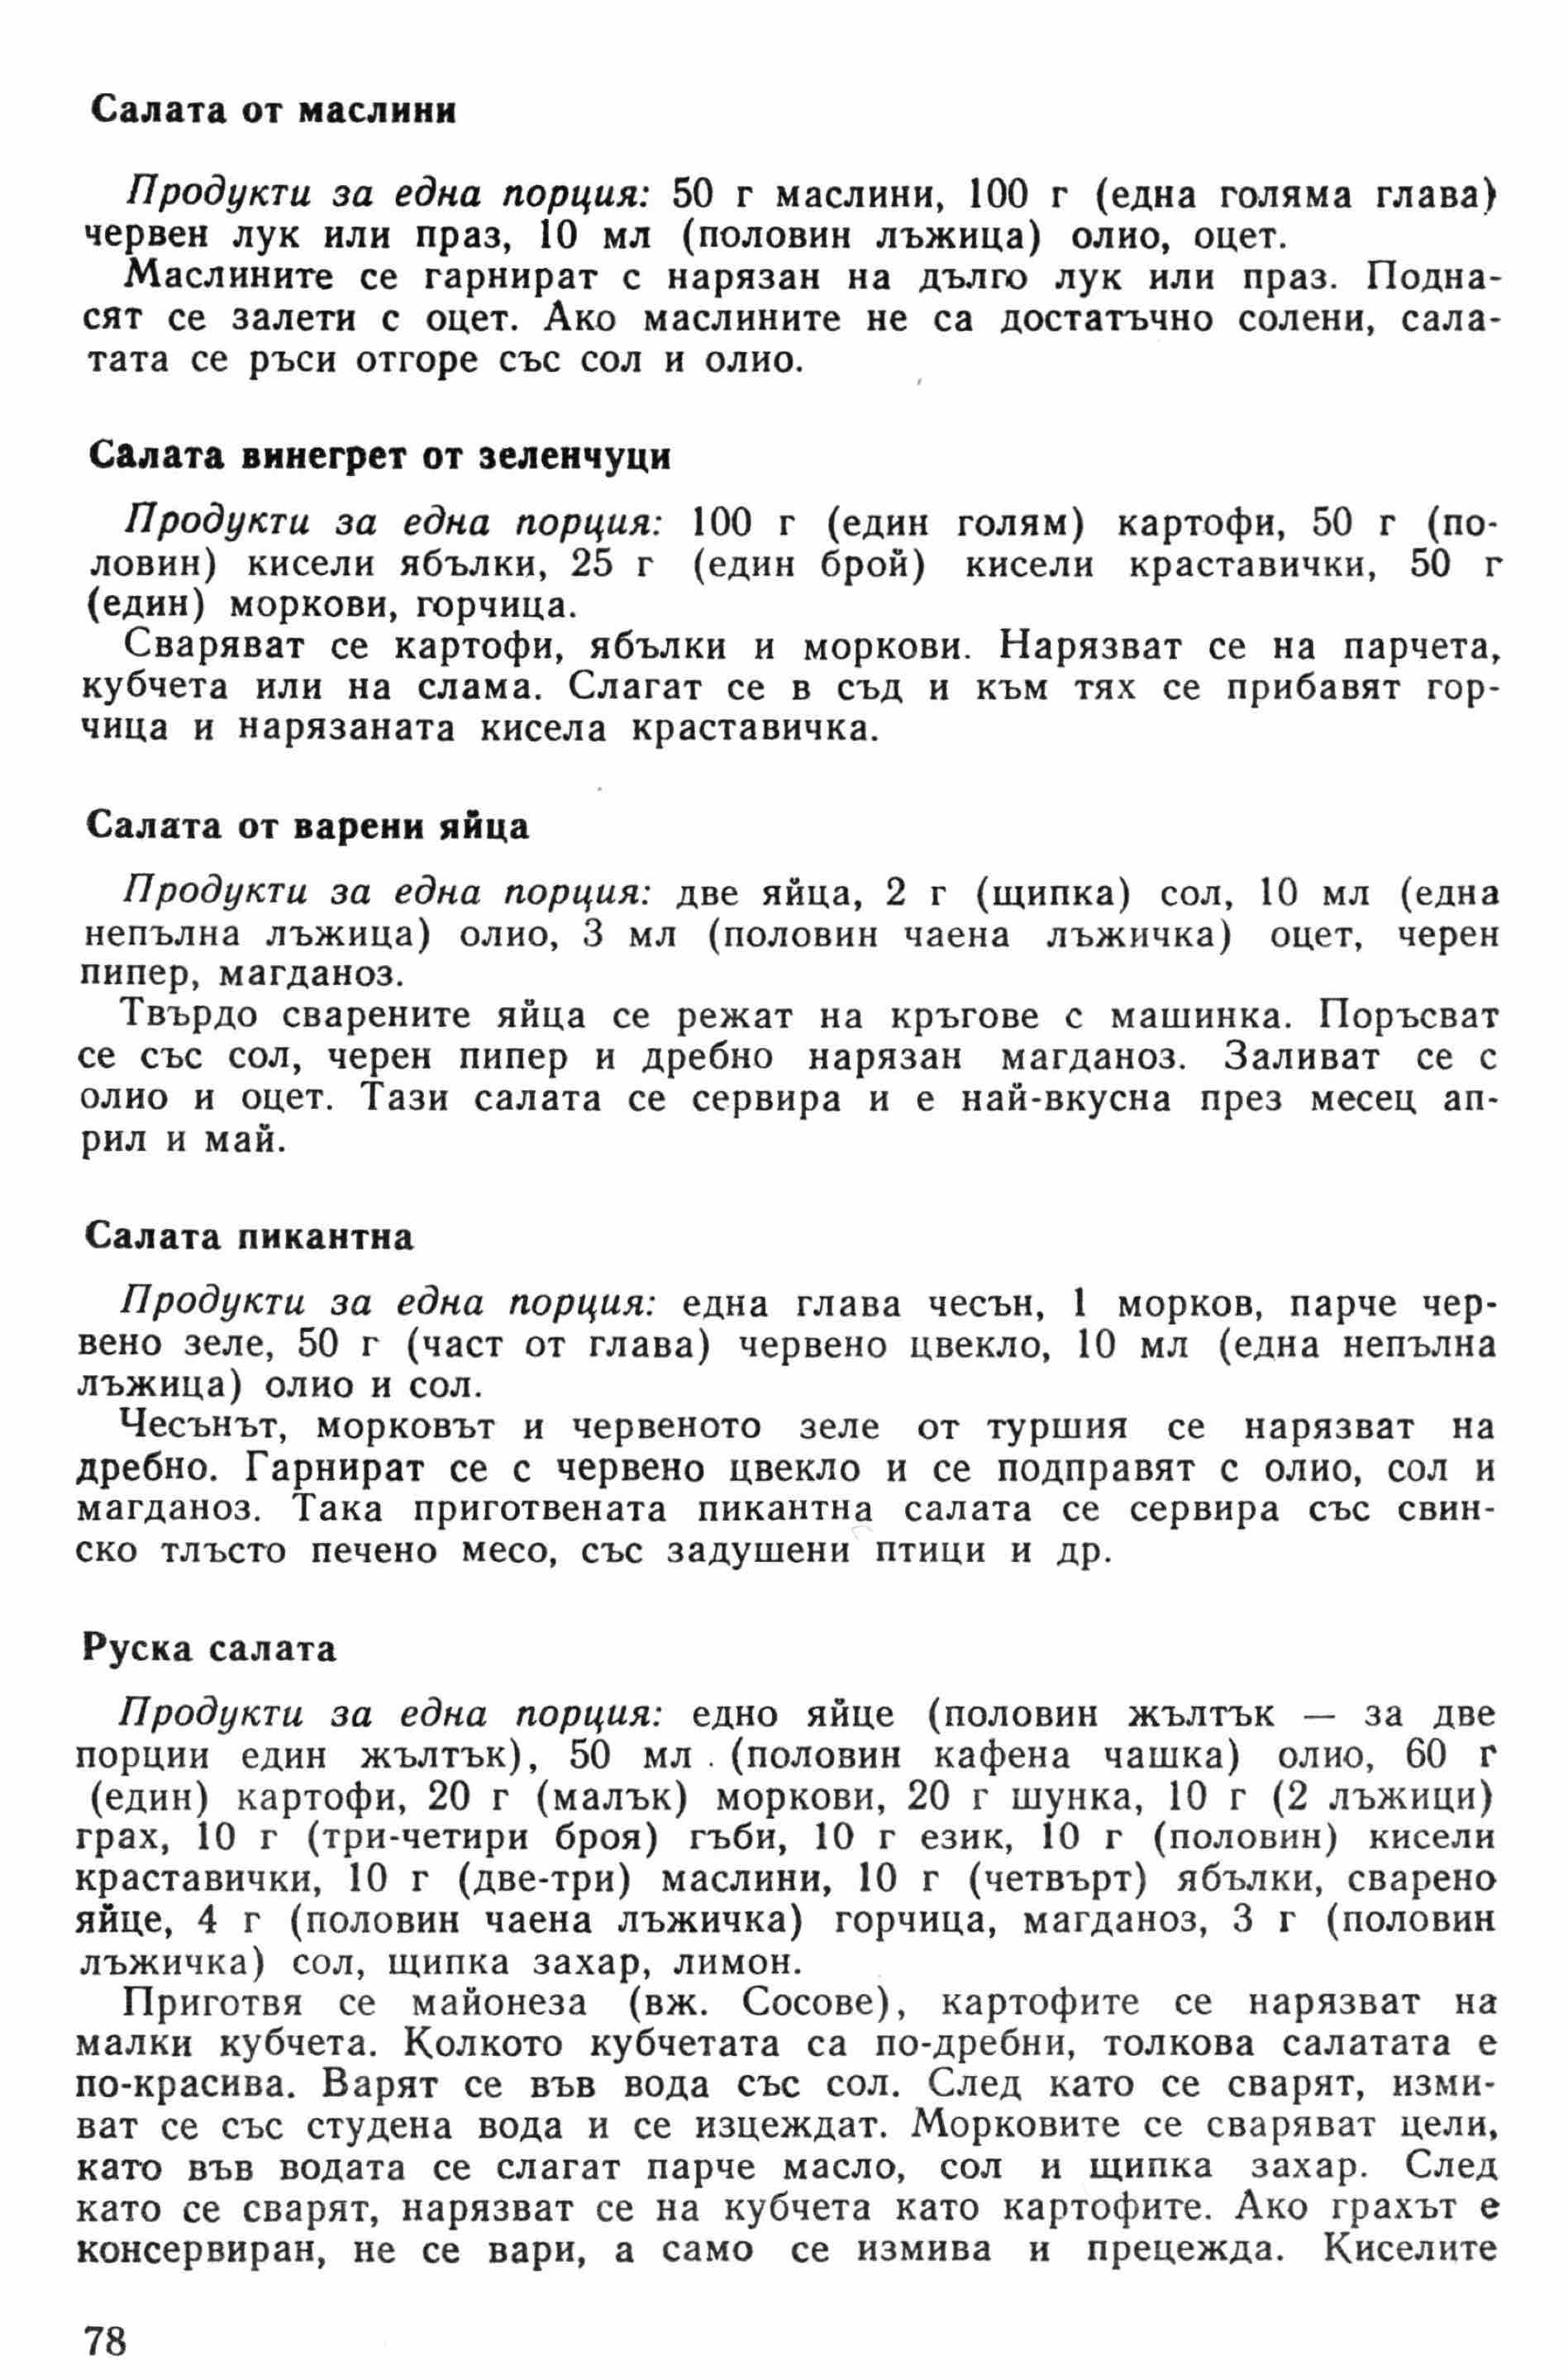 Салата от маслини
Продукти за една порция: 50 г маслини, 100 г (една голяма глава)
червен лук или праз, 10 мл (половин лъжица) олио, оцет.
Маслините се гарнират с нарязан на дълго лук или праз. Подна-
сят се залети с оцет. Ако маслините не са достатъчно солени, сала-
тата се ръси отгоре със сол и олио.
Салата винегрет от зеленчуци
Продукти за една порция: 100 г (един голям) картофи, 50 г (по-
ловин) кисели ябълки, 25 г (един брой) кисели краставички, 50 г
(един) моркови, горчица.
Сваряват се картофи, ябълки и моркови. Нарязват се на парчета,
кубчета или на слама. Слагат се в съд и към тях се прибавят гор-
чица и нарязаната кисела краставичка.
Салата от варени яйца
Продукти за една порция: две яйца, 2 г (щипка) сол, 10 мл (една
непълна лъжица) олио, 3 мл (половин чаена лъжичка) оцет, черен
пипер, магданоз.
Твърдо сварените яйца се режат на кръгове с машинка. Поръсват
се със сол, черен пипер и дребно нарязан магданоз. Заливат се с
олио и оцет. Тази салата се сервира и е най-вкусна през месец ап-
рил и май.
Салата пикантна
Продукти за една порция: една глава чесън, 1 морков, парче чер-
вено зеле, 50 г (част от глава) червено цвекло, 10 мл (една непълна
лъжица) олио и сол.
Чесънът, морковът и червеното зеле от туршия се нарязват на
дребно. Гарнират се с червено цвекло и се подправят с олио, сол и
магданоз. Така приготвената пикантна салата се сервира със свин-
ско тлъсто печено месо, със задушени птици и др.
Руска салата
Продукти за една порция: едно яйце (половин жълтък — за две
порции един жълтък), 50 мл (половин кафена чашка) олио, 60 г
(един) картофи, 20 г (малък) моркови, 20 г шунка, 10 г (2 лъжици)
грах, 10 г (три-четири броя) гъби, 10 г език, 10 г (половин) кисели
краставички, 10 г (две-три) маслини, 10 г (четвърт) ябълки, сварено
яйце, 4 г (половин чаена лъжичка) горчица, магданоз, 3 г (половин
лъжичка) сол, щипка захар, лимон.
Приготвя се майонеза (вж. Сосове), картофите се нарязват на
малки кубчета. Колкото кубчетата са по-дребни, толкова салатата е
по-красива. Варят се във вода със сол. След като се сварят, изми-
ват се със студена вода и се изцеждат. Морковите се сваряват цели,
като във водата се слагат парче масло, сол и щипка захар. След
като се сварят, нарязват се на кубчета като картофите. Ако грахът е
консервиран, не се вари, а само се измива и прецежда. Киселите
78